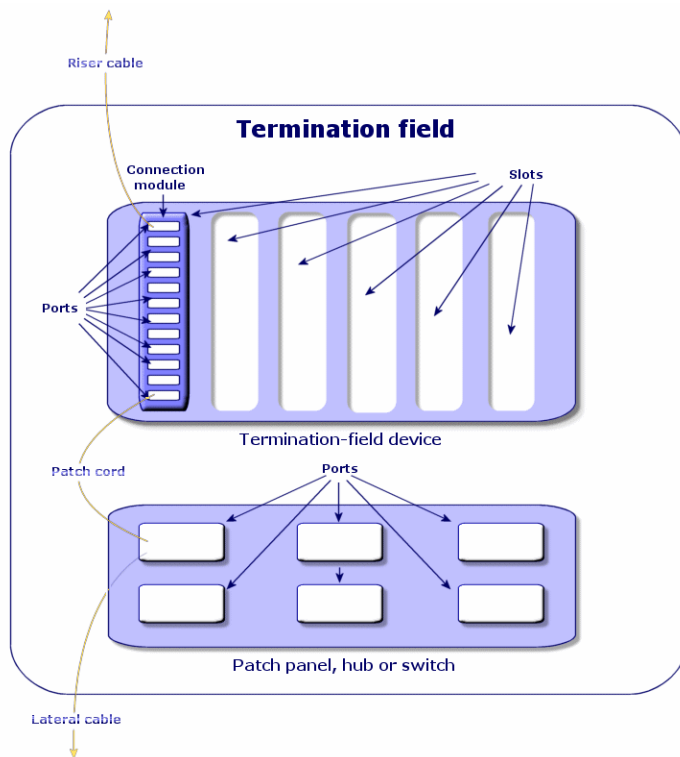 Riser cable
Termination field
Connection
module
Slots
Ports
Termination-field device
Patch cord
Ports
Patch panel, hub or switch
Lateral cable